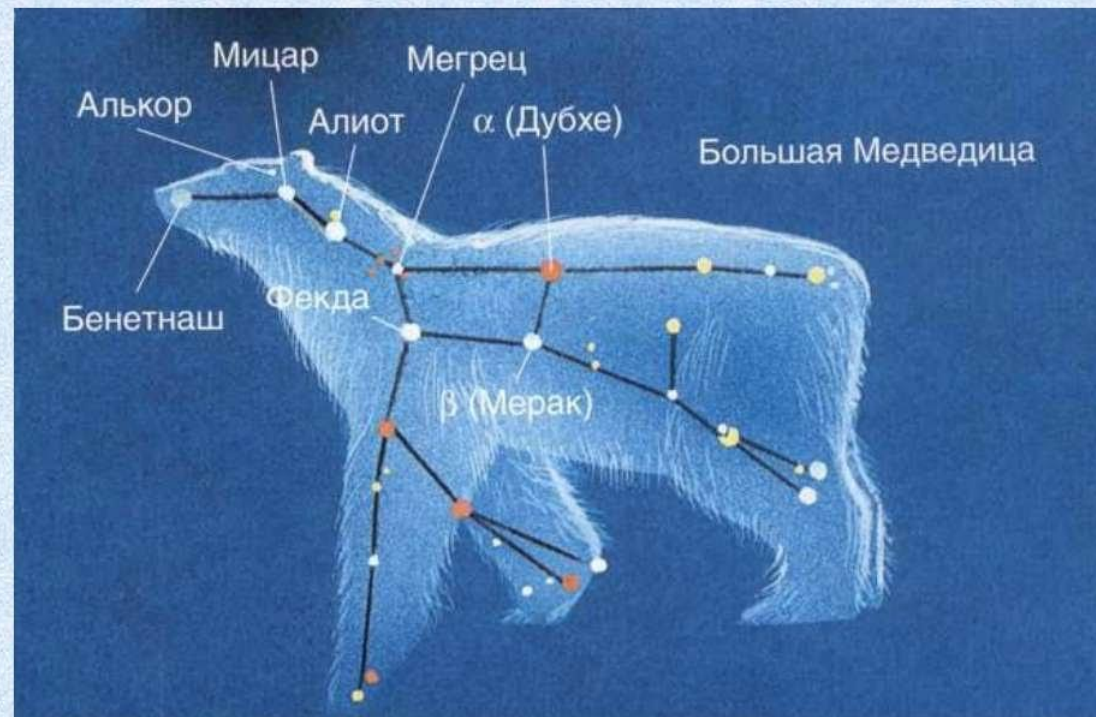 Мицар
Мегрец
Алькор
Алиот
α (Дубхе)
Большая Медведица
Фекда
Бенетнаш
β (Мерак)